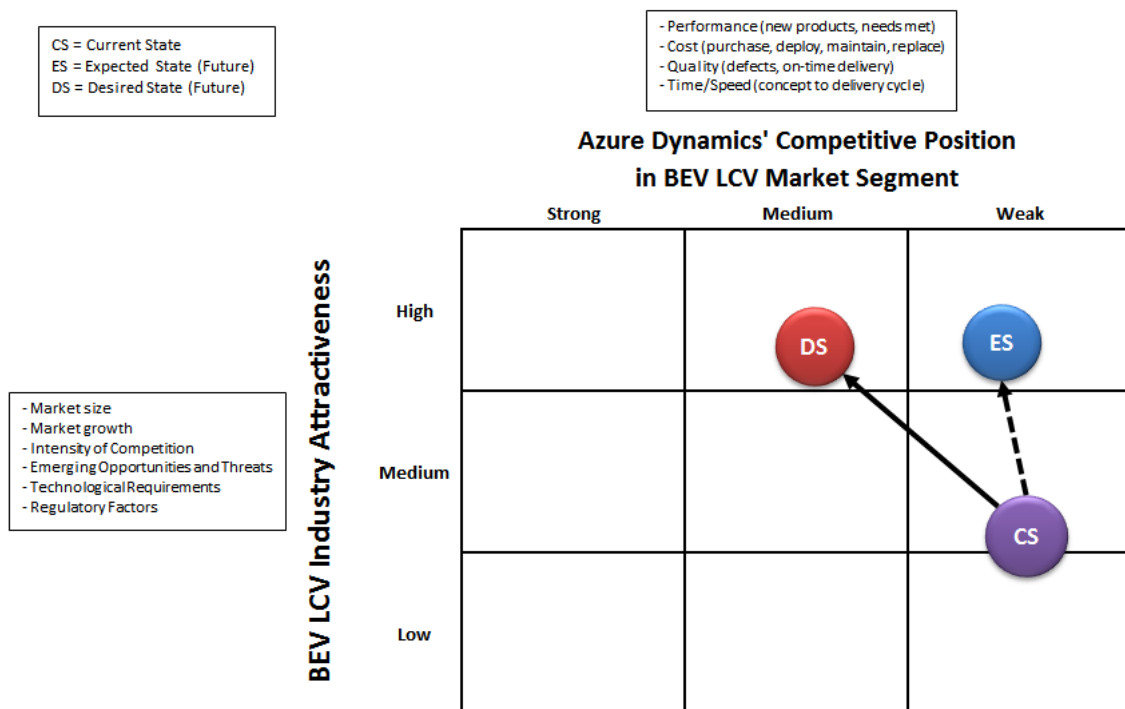 CS = Current State
ES = Expected State (Future)
DS = Desired State (Future)
- Performance (new products, needs met)
- Cost (purchase, deploy, maintain, replace)
- Quality (defects, on-time delivery)
- Time/Speed (concept to delivery cycle)
Azure Dynamics' Competitive Position
in BEV LCV Market Segment
Strong Medium Weak
BEV LCV Industry Attractiveness
High
DS
ES
- Market size
- Market growth
- Intensity of Competition
- Emerging Opportunities and Threats
- Technological Requirements
- Regulatory Factors
Medium
CS
Low